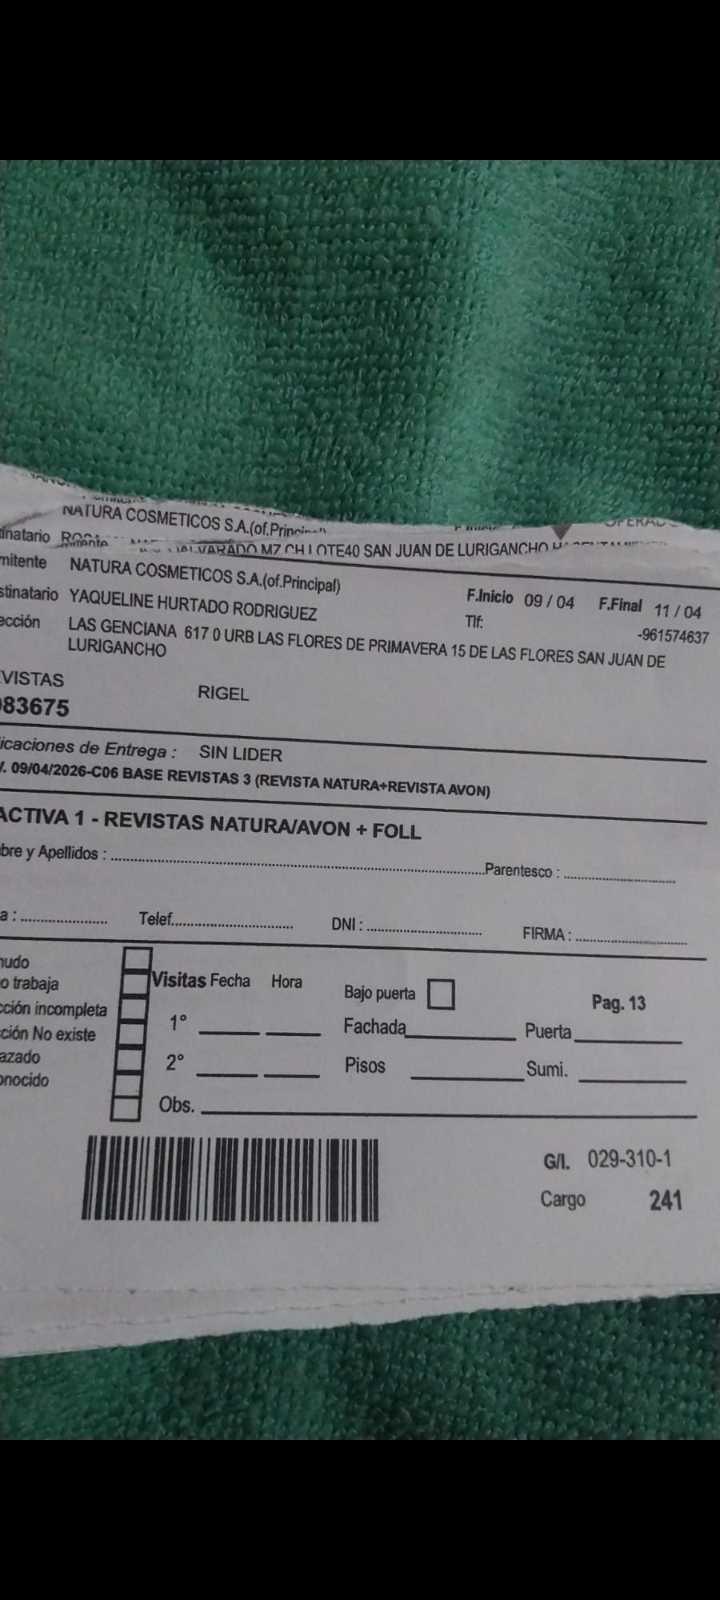 NATURA COSMETICOS S.A.(of.Principal)
inatario
ALVARADO MZ CH LOTE40 SAN JUAN DE LURIGANCHO
mitente NATURA COSMETICOS S.A.(of.Principal)
stinatario YAQUELINE HURTADO RODRIGUEZ F.Inicio 09 / 04 F.Final 11 / 04
Tlf: -961574637
ección LAS GENCIANA 617 0 URB LAS FLORES DE PRIMAVERA 15 DE LAS FLORES SAN JUAN DE
LURIGANCHO
VISTAS RIGEL
83675
icaciones de Entrega : SIN LIDER
/. 09/04/2026-C06 BASE REVISTAS 3 (REVISTA NATURA+REVISTA AVON)
ACTIVA 1 - REVISTAS NATURA/AVON + FOLL
bre y Apellidos : Parentesco :
a : Telef. DNI : FIRMA :
nudo
o trabaja
cción incompleta
ción No existe
azado
onocido
Visitas Fecha Hora Bajo puerta Pag. 13
1° Fachada Puerta
2° Pisos Sumi.
Obs.
G/I. 029-310-1
Cargo 241